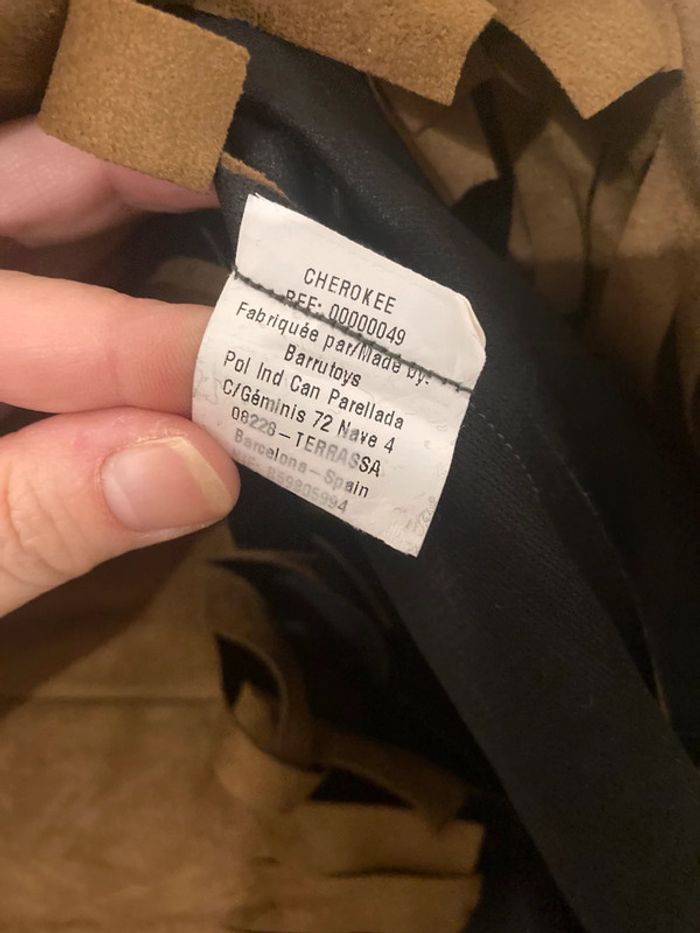 CHEROKEE
REF: 00000049
Fabriquée par/Made by:
Barrutoys
Pol Ind Can Parellada
C/Géminis 72 Nave 4
08228-TERRASSA
Barcelona-Spain
B59805994